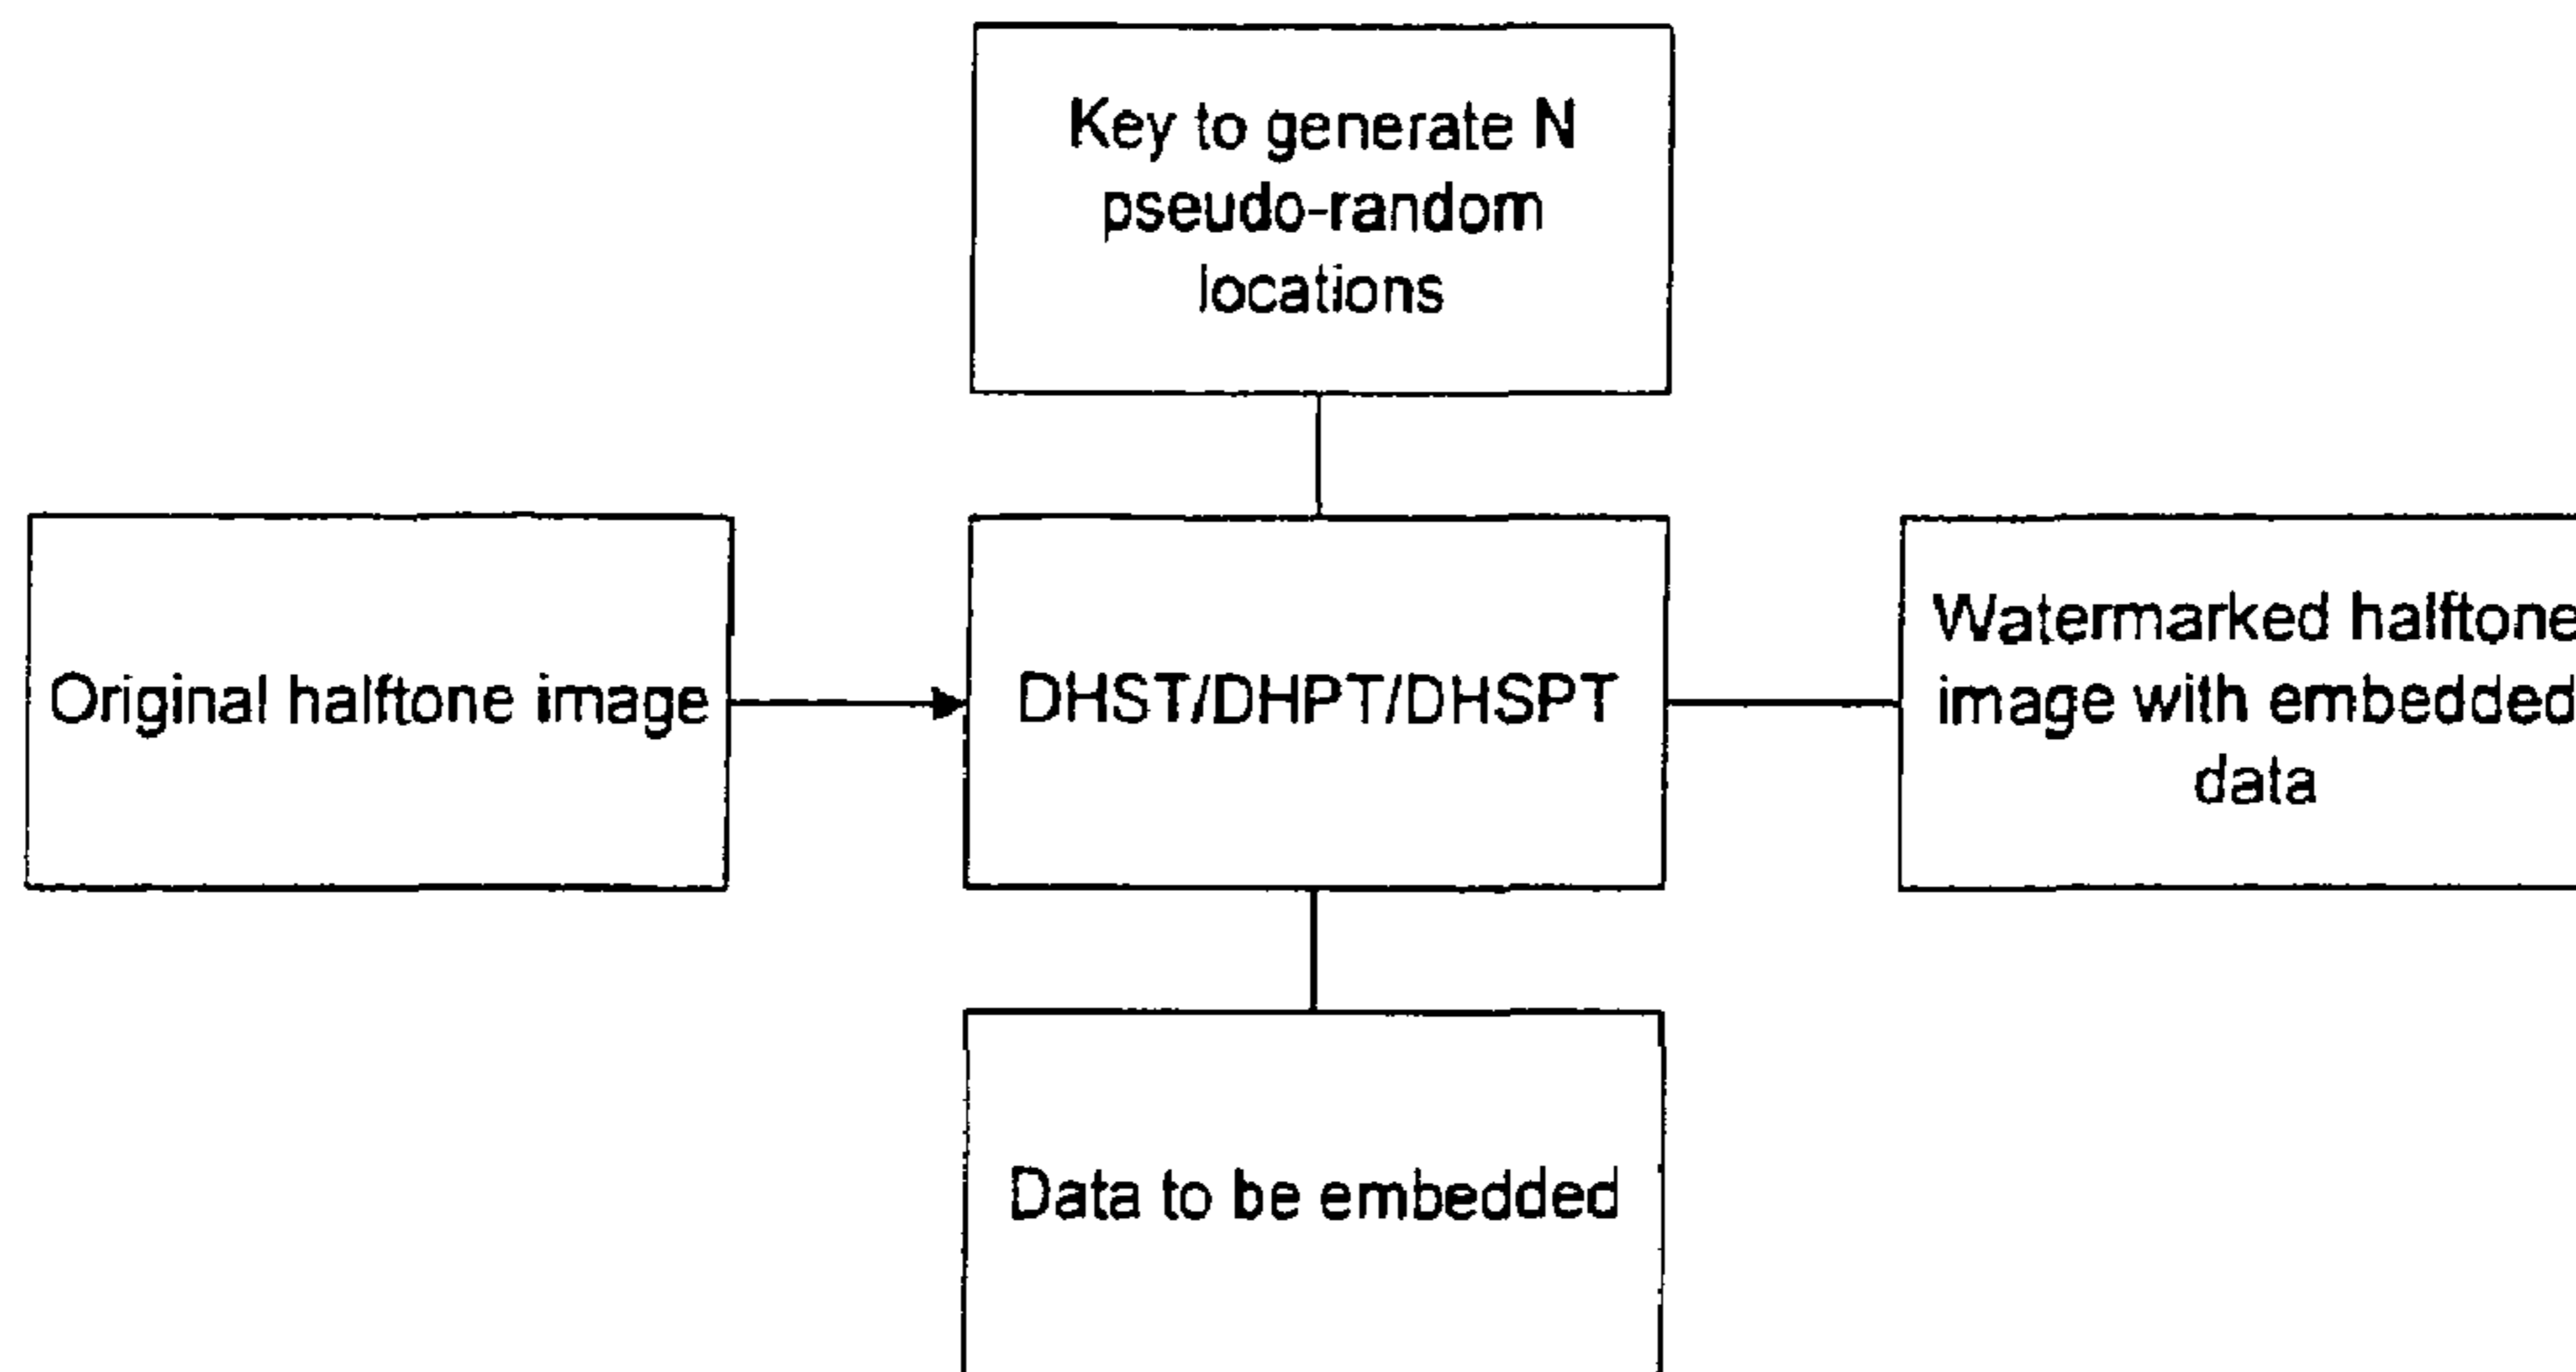 Key to generate N
pseudo-random
locations
Original halftone image
DHST/DHPT/DHSPT
Watermarked halftone
image with embedded
data
Data to be embedded